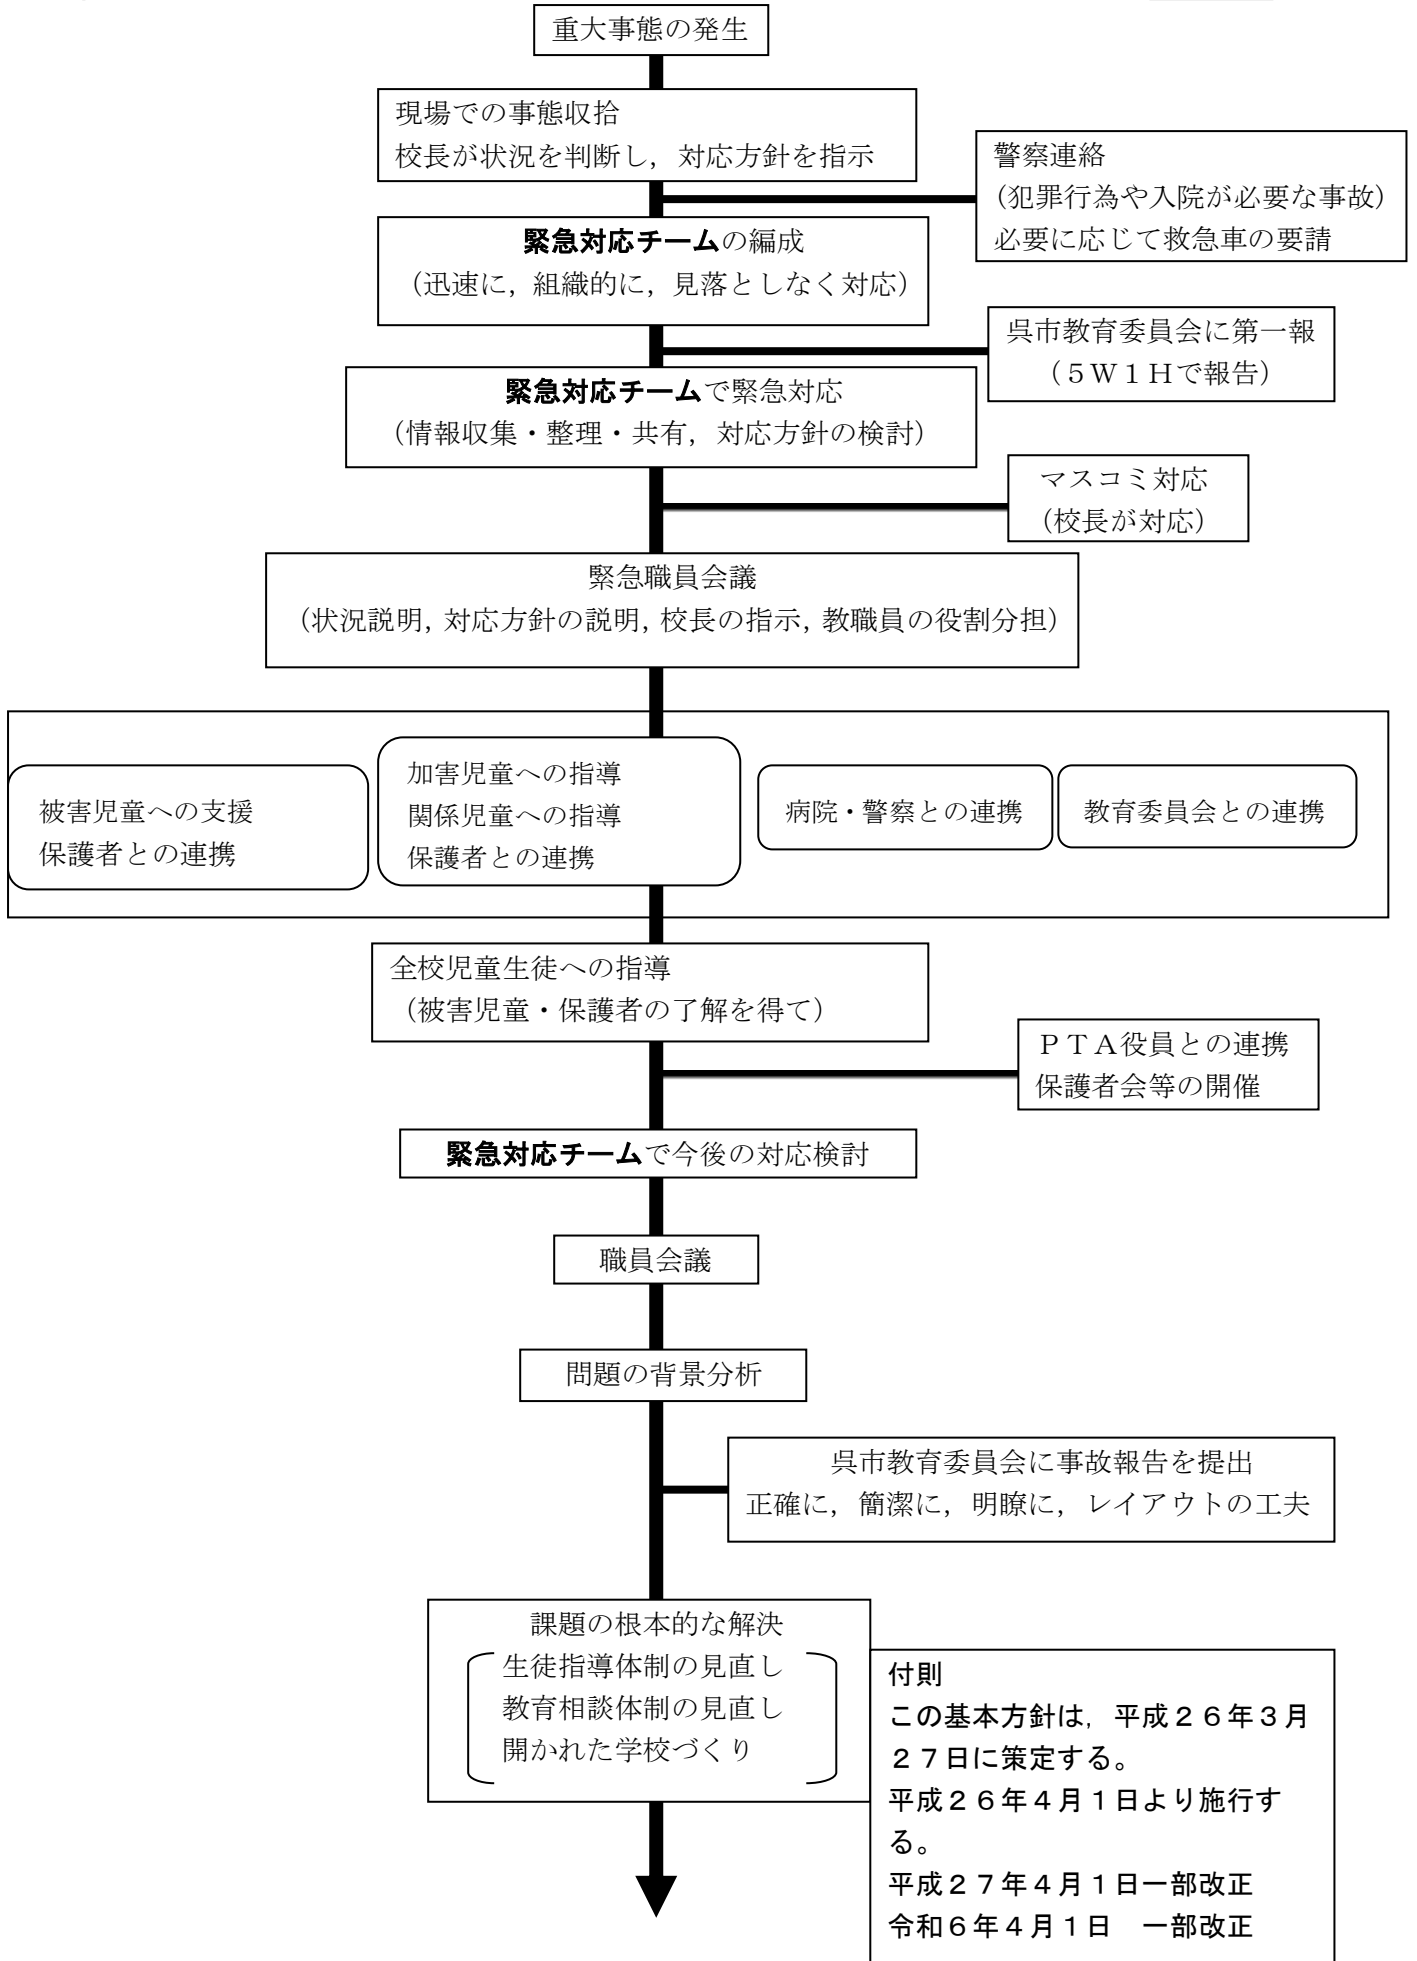 重大事態の発生
現場での事態収拾
校長が状況を判断し，対応方針を指示
警察連絡
(犯罪行為や入院が必要な事故)
必要に応じて救急車の要請
緊急対応チームの編成
（迅速に，組織的に，見落としなく対応）
呉市教育委員会に第一報
（５Ｗ１Ｈで報告）
緊急対応チームで緊急対応
（情報収集・整理・共有，対応方針の検討）
マスコミ対応
（校長が対応）
緊急職員会議
（状況説明，対応方針の説明，校長の指示，教職員の役割分担）
被害児童への支援
保護者との連携
加害児童への指導
関係児童への指導
保護者との連携
病院・警察との連携
教育委員会との連携
全校児童生徒への指導
（被害児童・保護者の了解を得て）
ＰＴＡ役員との連携
保護者会等の開催
緊急対応チームで今後の対応検討
職員会議
問題の背景分析
呉市教育委員会に事故報告を提出
正確に，簡潔に，明瞭に，レイアウトの工夫
課題の根本的な解決
生徒指導体制の見直し
教育相談体制の見直し
開かれた学校づくり
付則
この基本方針は，平成２６年３月
２７日に策定する。
平成２６年４月１日より施行す
る。
平成２７年４月１日一部改正
令和６年４月１日　一部改正